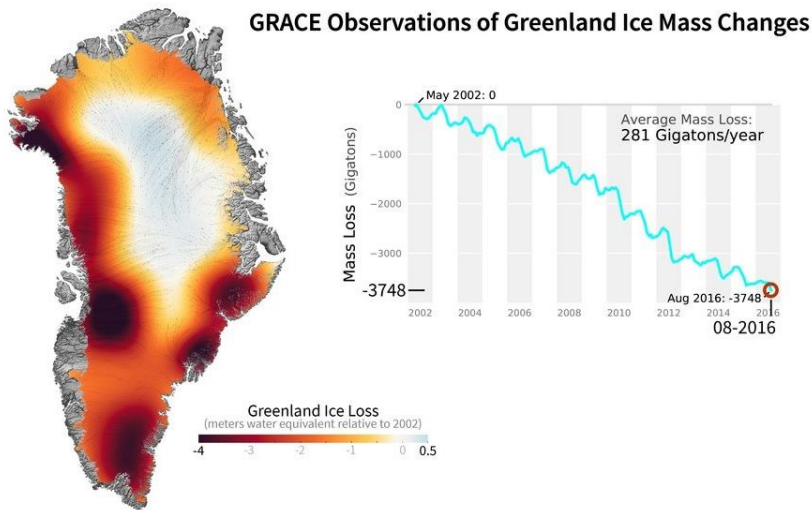 GRACE Observations of Greenland Ice Mass Changes
May 2002: 0
Average Mass Loss:
281 Gigatons/year
0
−1000
−2000
−3000
-3748
Mass Loss (Gigatons)
Aug 2016: -3748
2002 2004 2006 2008 2010 2012 2014 2016
08-2016
Greenland Ice Loss
(meters water equivalent relative to 2002)
-4 -3 -2 -1 0 0.5